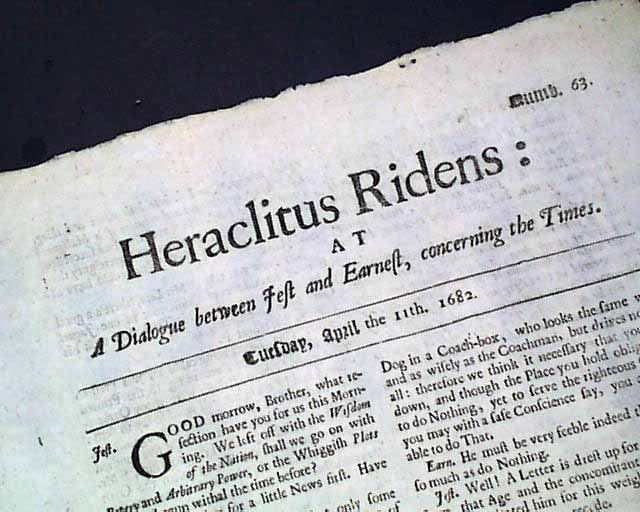 Numb. 63.
Heraclitus Ridens:
AT
A Dialogue between Jeſt and Earneſt, concerning the Times.
Tuesday, April the 11th. 1682.
Jeſt. GOOD morrow, Brother, what re-
fection have you for us this Morn-
ing. We left off with the Wiſdom
of the Nation, ſhall we go on with
Popery and Arbitrary Power, or the Whiggiſh Plots
withal the time before?
for a little News firſt. Have
only ſome
Dog in a Coach-box, who looks the ſame
and as wiſely as the Coachman, but drives no
all: therefore we think it neceſſary that
down, and though the Place you hold
to do Nothing, yet to ſerve the righteous
you may with a ſafe Conſcience ſay, you
able to do That.
Earn. He muſt be very feeble indeed
ſo much as do Nothing.
Jeſt. Well! A Letter is dreſt up for
that Age and the concomitant
him for this